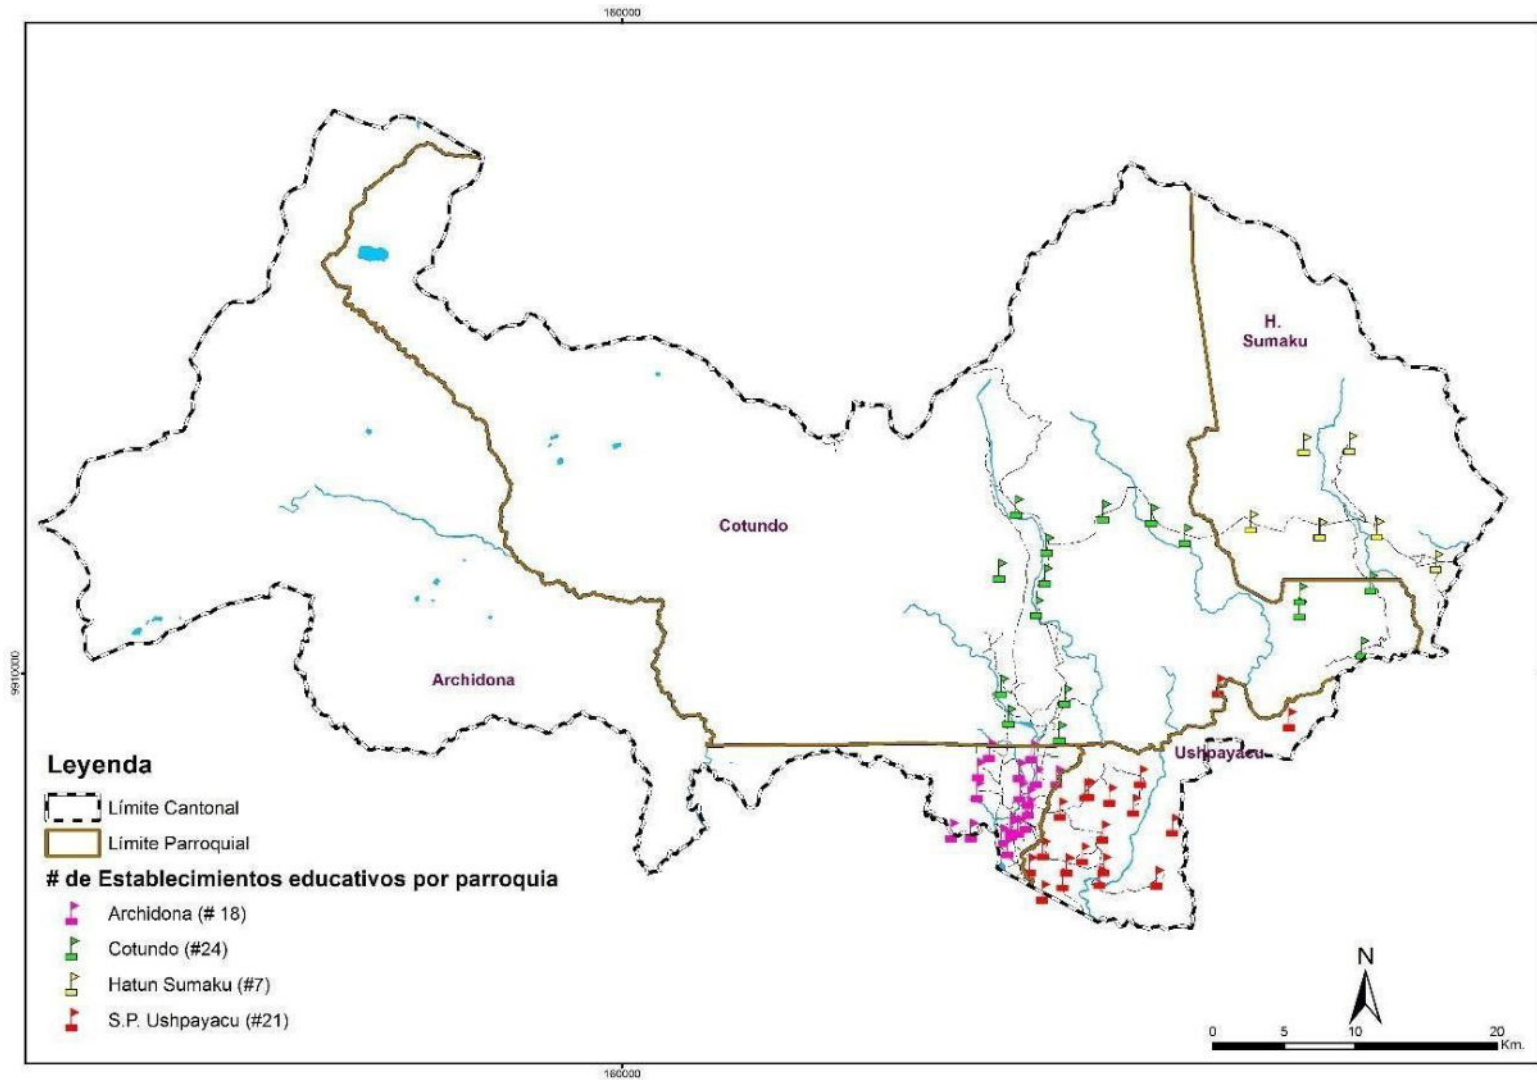 160000
H.
Sumaku
Cotundo
9910000
Archidona
Ushpayacu
Leyenda
Límite Cantonal
Límite Parroquial
# de Establecimientos educativos por parroquia
Archidona (# 18)
Cotundo (#24)
Hatun Sumaku (#7)
S.P. Ushpayacu (#21)
N
0 5 10 20
Km.
160000